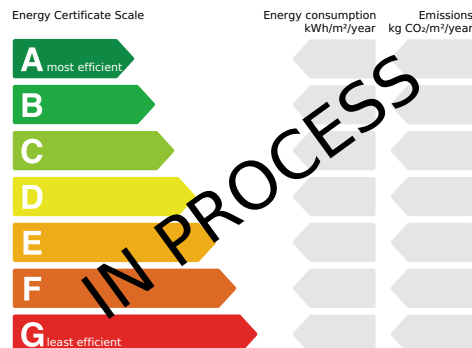 Energy Certificate Scale
Energy consumption
kWh/m²/year
Emissions
kg CO₂/m²/year
A most efficient
B
C
D
E
F
G least efficient
IN PROCESS